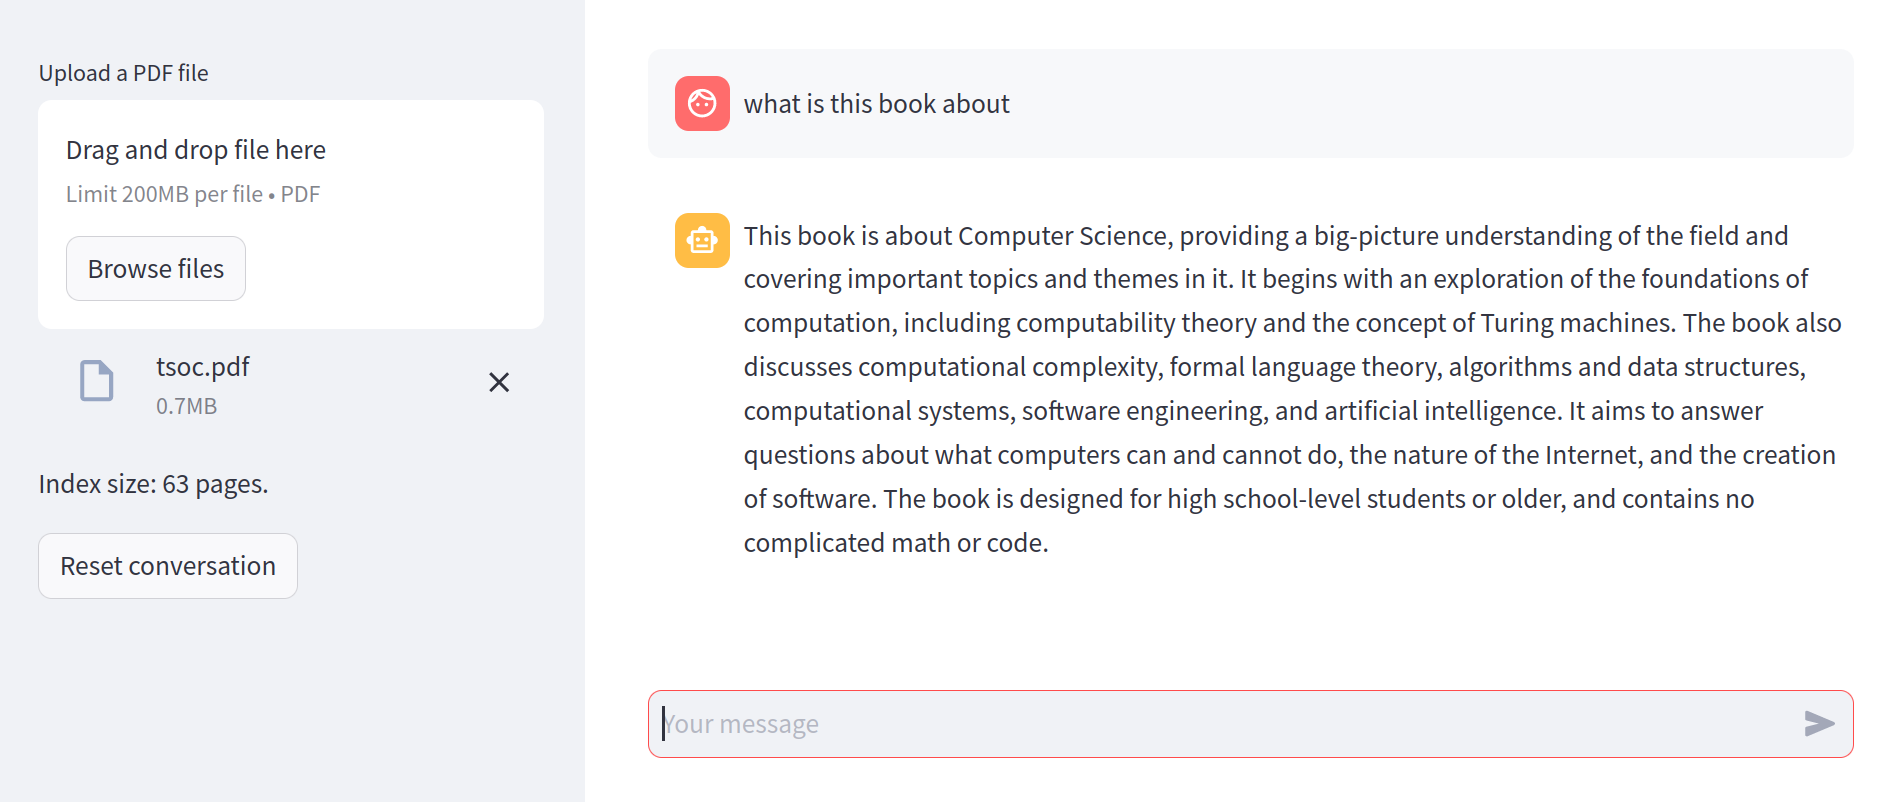 Upload a PDF file
Drag and drop file here
Limit 200MB per file • PDF
Browse files
tsoc.pdf
0.7MB
Index size: 63 pages.
Reset conversation
what is this book about
This book is about Computer Science, providing a big-picture understanding of the field and
covering important topics and themes in it. It begins with an exploration of the foundations of
computation, including computability theory and the concept of Turing machines. The book also
discusses computational complexity, formal language theory, algorithms and data structures,
computational systems, software engineering, and artificial intelligence. It aims to answer
questions about what computers can and cannot do, the nature of the Internet, and the creation
of software. The book is designed for high school-level students or older, and contains no
complicated math or code.
Your message